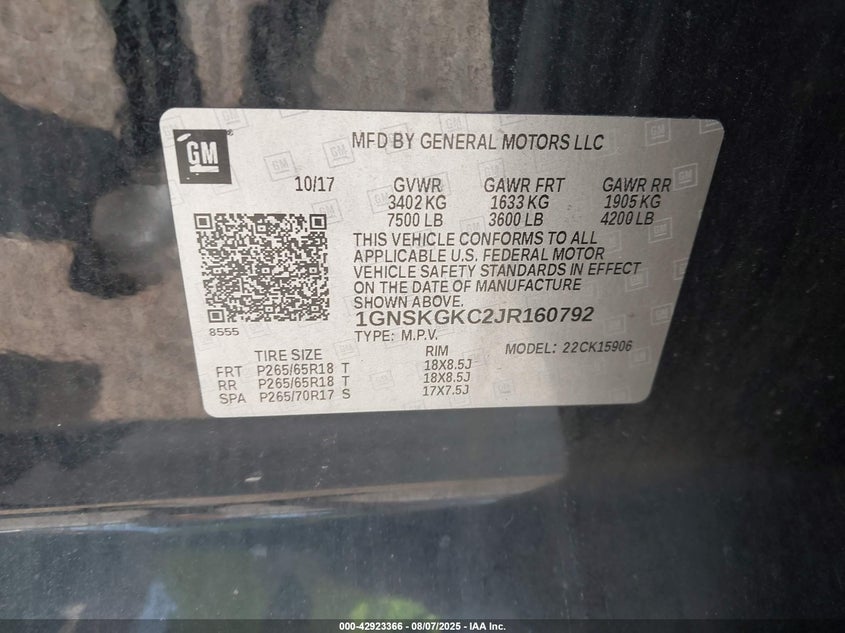 GM
MFD BY GENERAL MOTORS LLC
10/17 GVWR GAWR FRT GAWR RR
3402 KG 1633 KG 1905 KG
7500 LB 3600 LB 4200 LB
THIS VEHICLE CONFORMS TO ALL
APPLICABLE U.S. FEDERAL MOTOR
VEHICLE SAFETY STANDARDS IN EFFECT
ON THE DATE OF MANUFACTURE
SHOWN ABOVE.
8555
1GNSKGKC2JR160792
TYPE: M.P.V. MODEL: 22CK15906
TIRE SIZE RIM
FRT P265/65R18 T 18X8.5J
RR P265/65R18 T 18X8.5J
SPA P265/70R17 S 17X7.5J
000-42923366 - 08/07/2025 - IAA Inc.